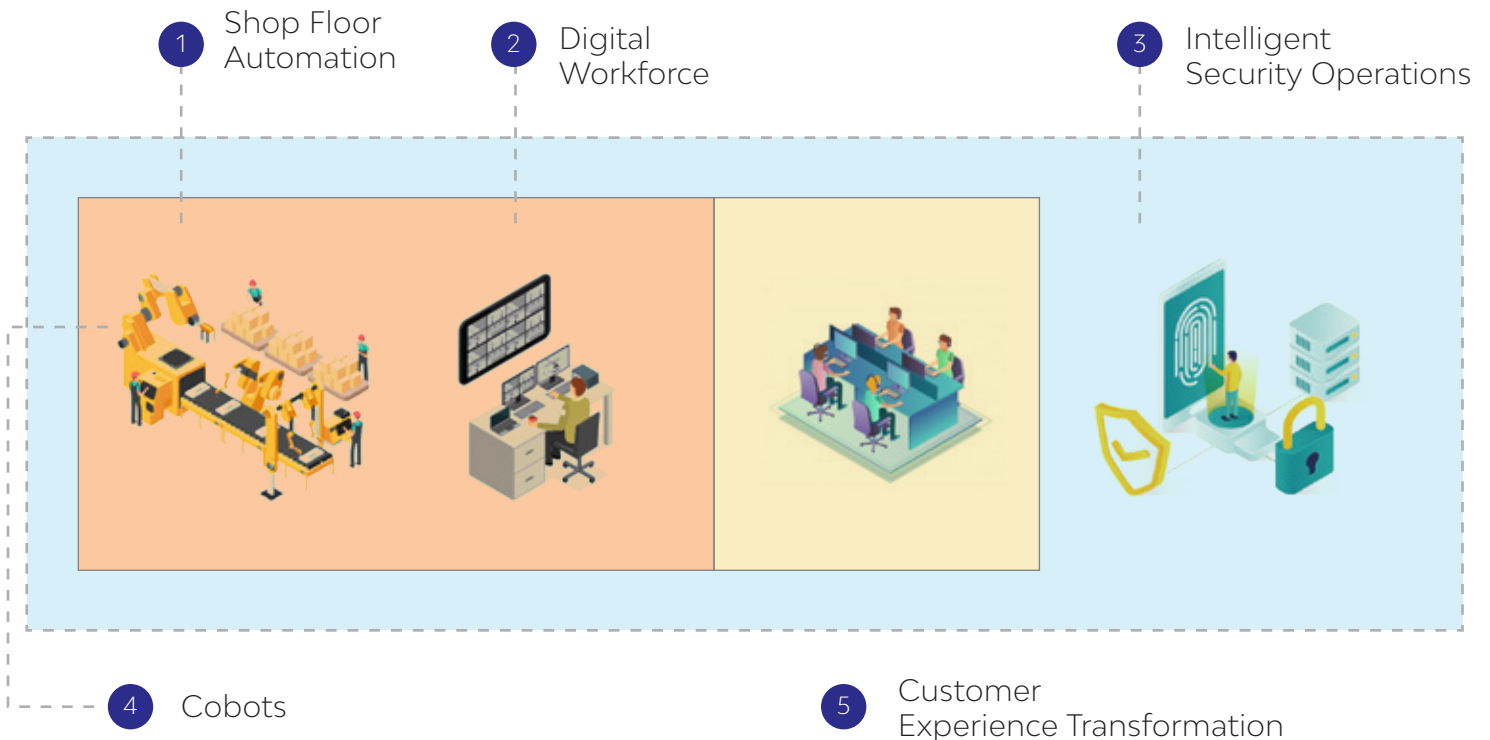 1
Shop Floor
Automation
2
Digital
Workforce
3
Intelligent
Security Operations
4
Cobots
5
Customer
Experience Transformation